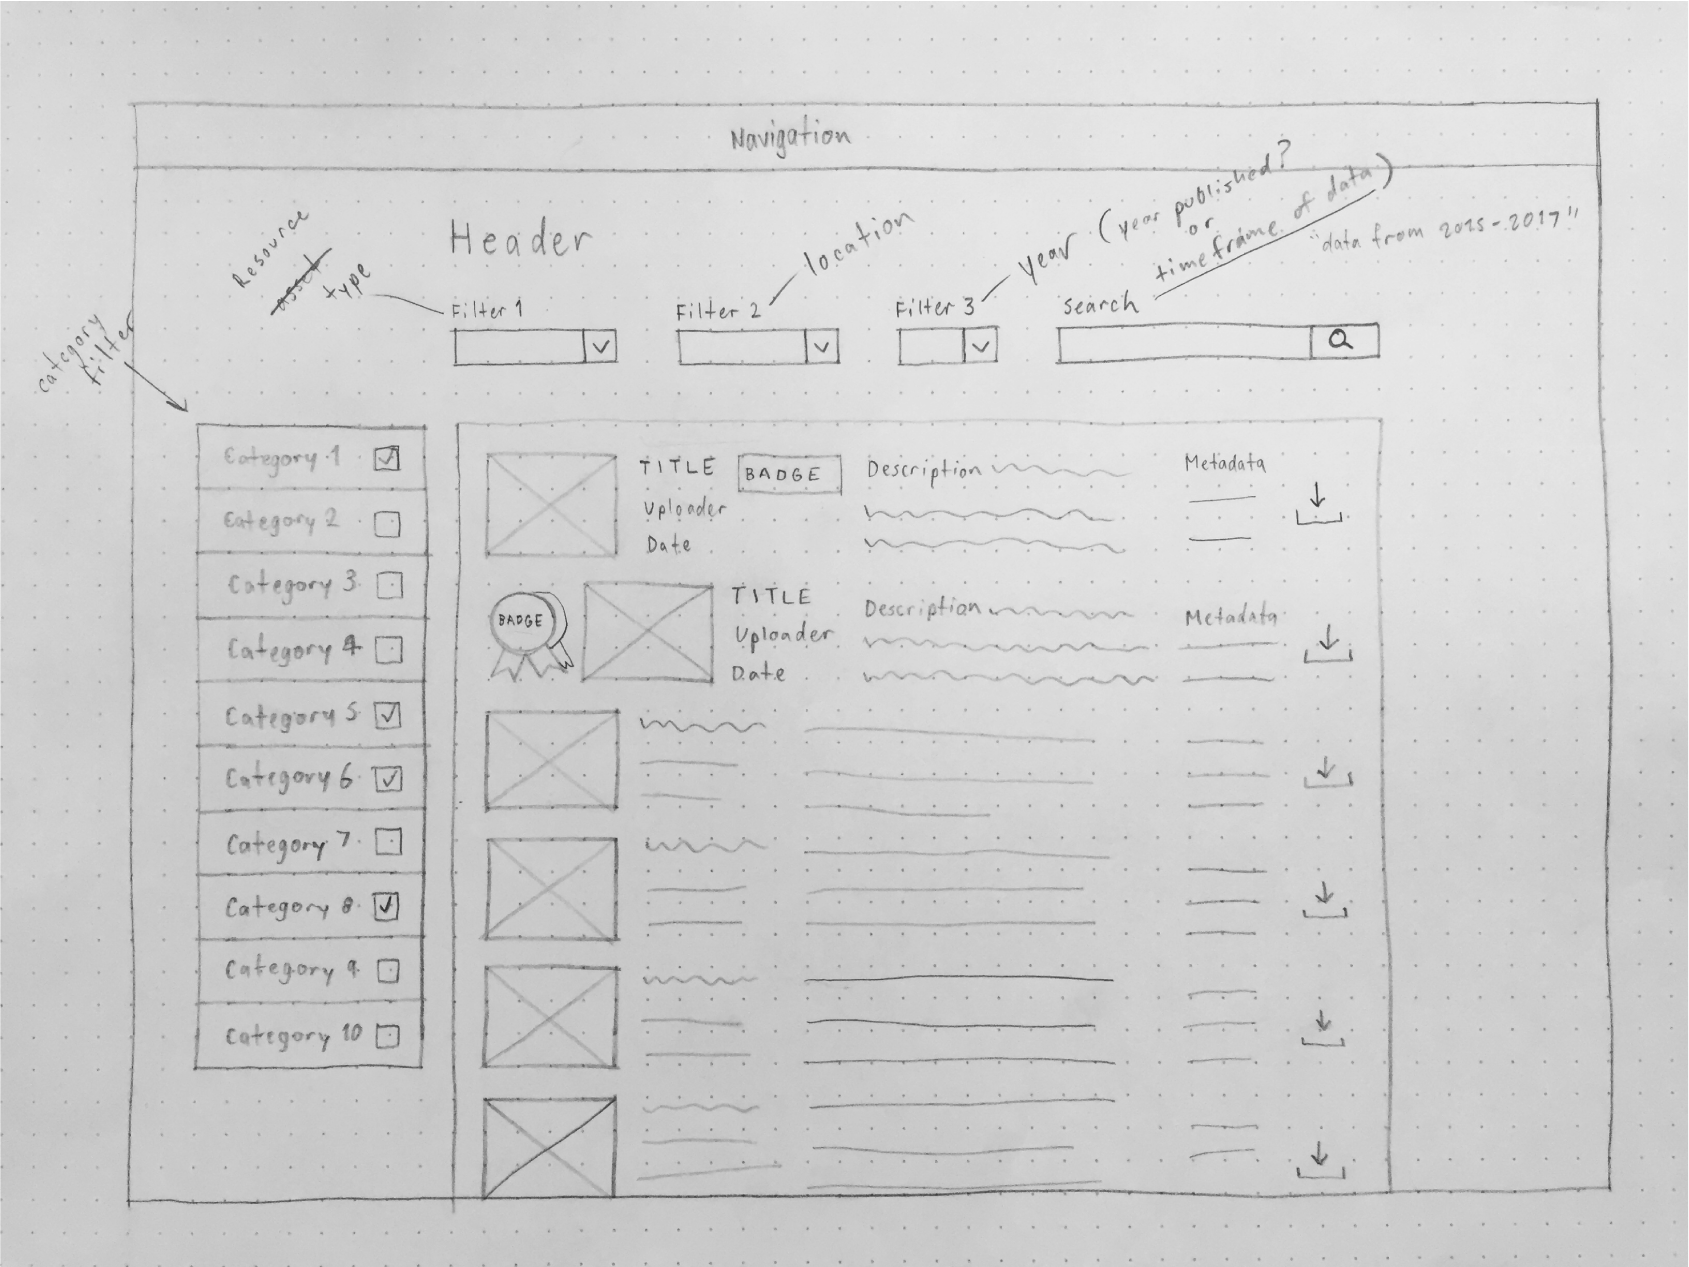 Navigation
Header
Resource
asset
type
category
filter
location
year (year published?
or
timeframe of data)
"data from 2015-2017"
Filter 1
Filter 2
Filter 3
Search
Category 1
Category 2
Category 3
Category 4
Category 5
Category 6
Category 7
Category 8
Category 9
Category 10
TITLE BADGE Description Metadata
Uploader
Date
BADGE TITLE Description Metadata
Uploader
Date